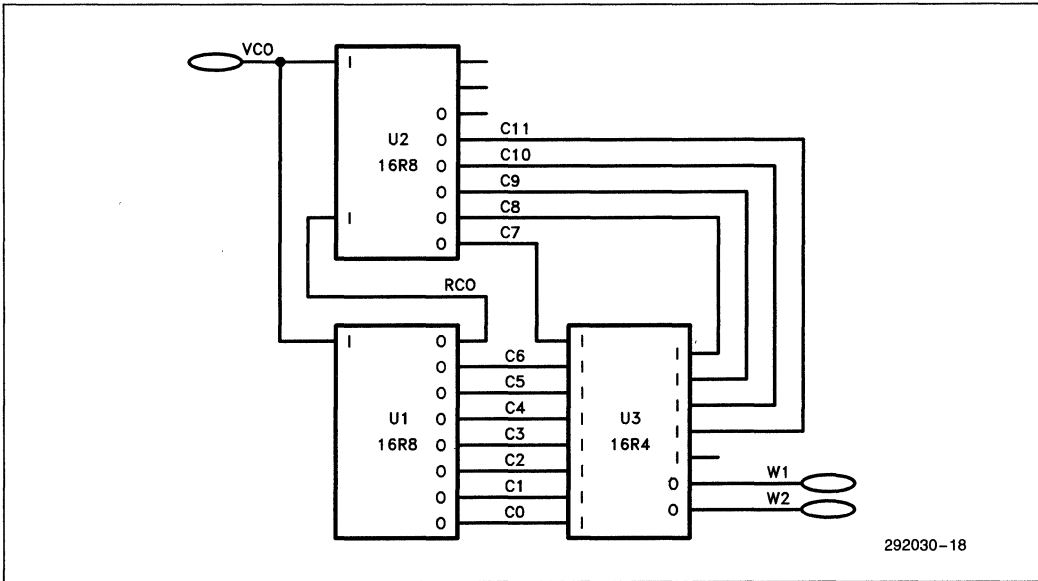 VCO
I
O
U2
O
C11
16R8
O
C10
O
C9
I
O
C8
O
C7
RCO
I
O
I
O
C6
I
I
O
C5
I
I
U1
O
C4
I
U3
I
16R8
O
C3
I
16R4
I
O
C2
I
I
O
C1
I
O
W1
O
C0
I
O
W2
292030-18